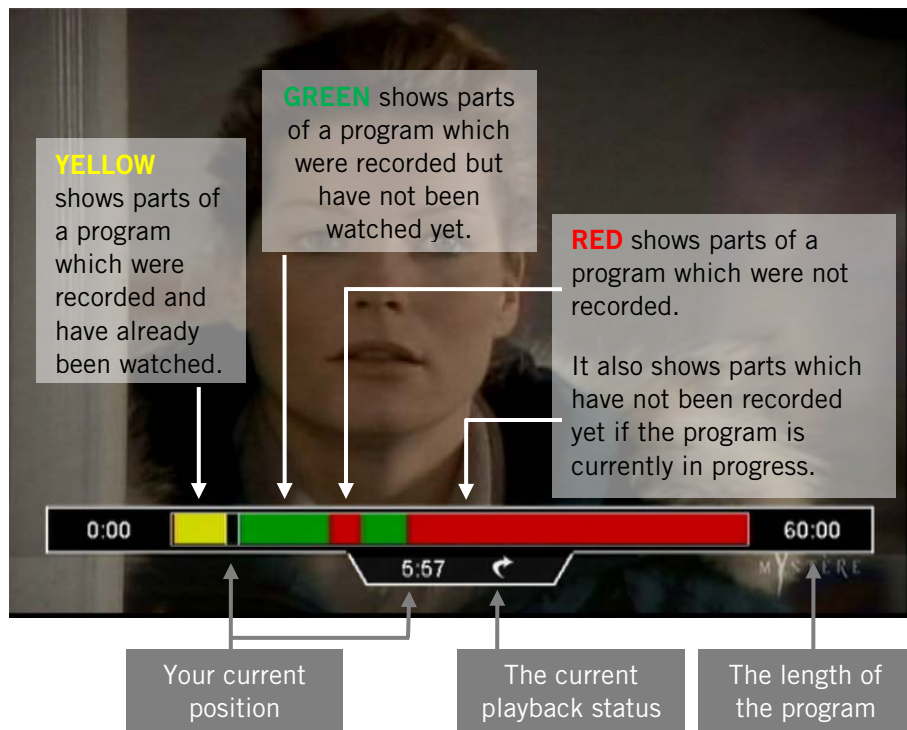 GREEN shows parts
of a program which
were recorded but
have not been
watched yet.
YELLOW
shows parts of
a program
which were
recorded and
have already
been watched.
RED shows parts of a
program which were not
recorded.
It also shows parts which
have not been recorded
yet if the program is
currently in progress.
0:00
60:00
5:57
MYSTÈRE
Your current
position
The current
playback status
The length of
the program